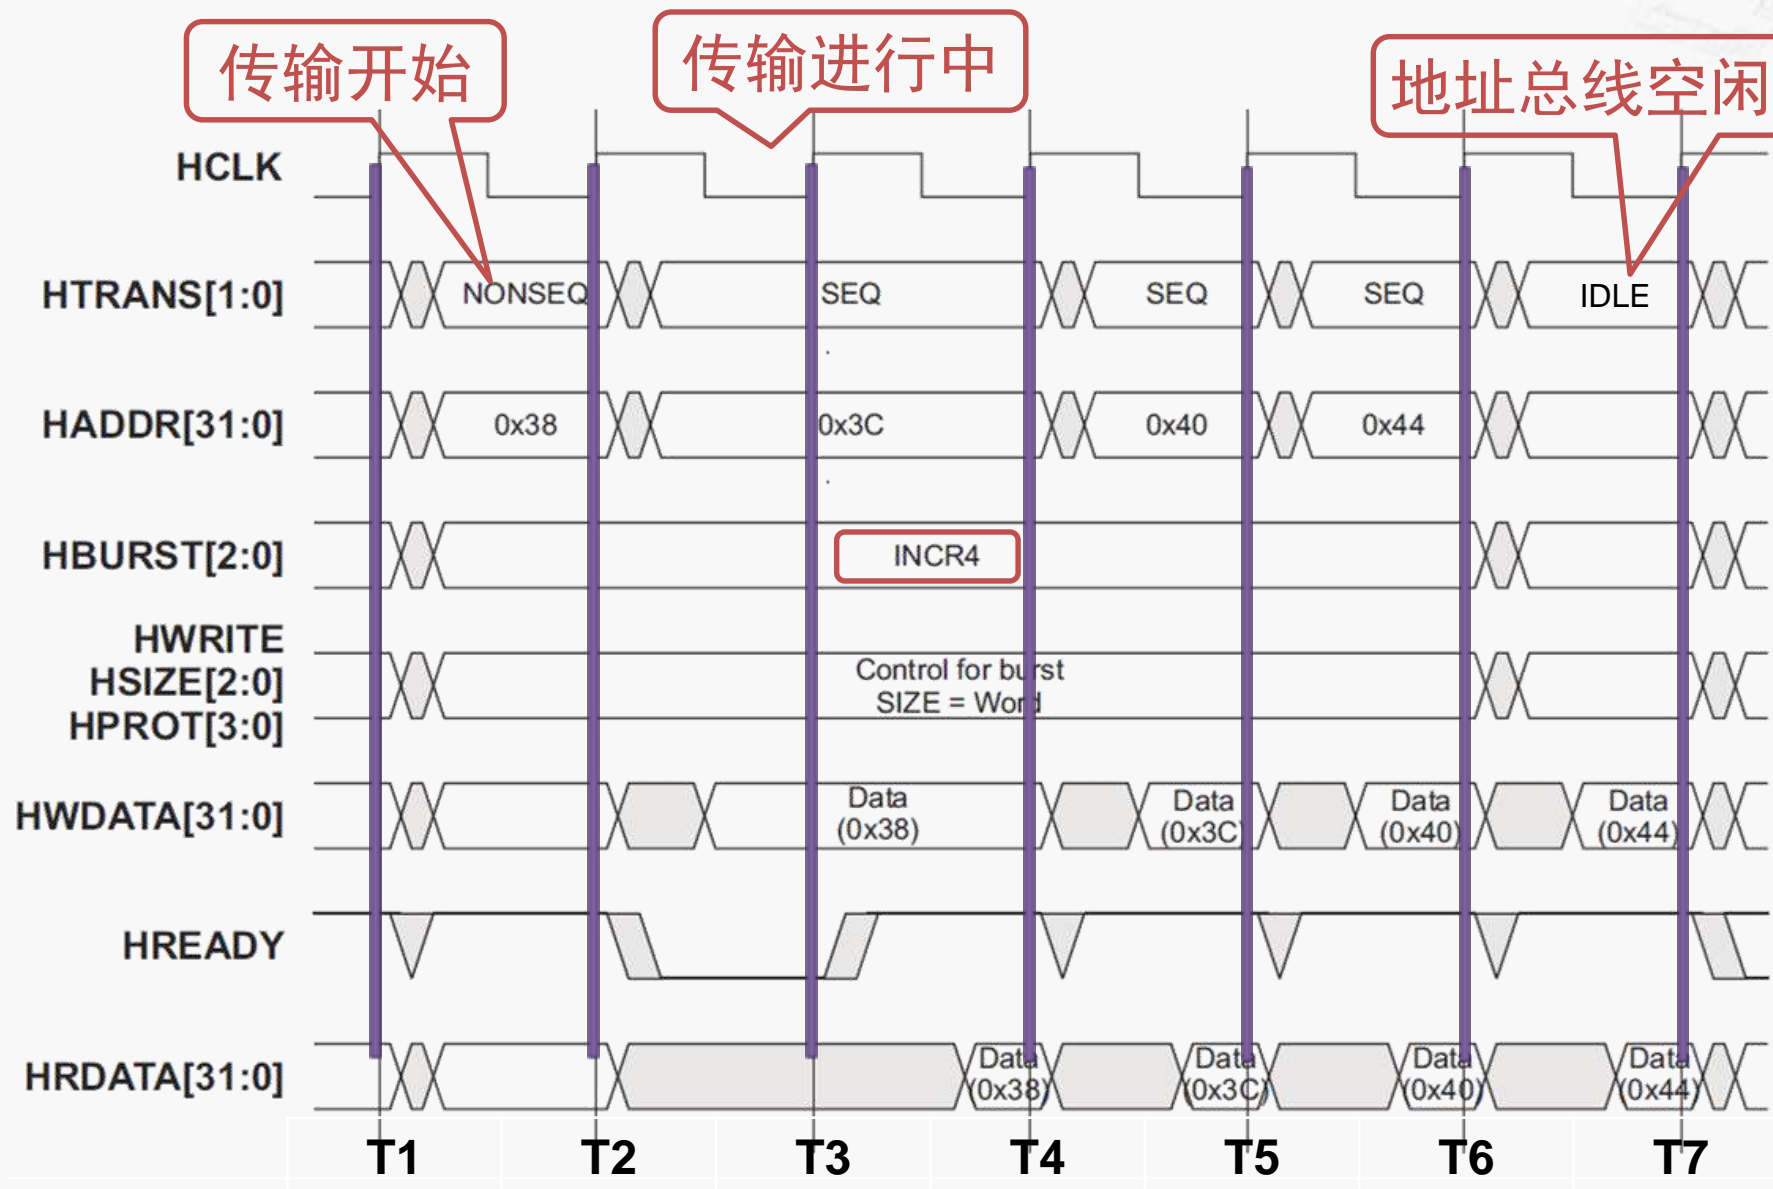 传输开始
传输进行中
地址总线空闲
HCLK
HTRANS[1:0]
NONSEQ
SEQ
SEQ
SEQ
IDLE
HADDR[31:0]
0x38
0x3C
0x40
0x44
HBURST[2:0]
INCR4
HWRITE
HSIZE[2:0]
HPROT[3:0]
Control for burst
SIZE = Word
HWDATA[31:0]
Data
(0x38)
Data
(0x3C)
Data
(0x40)
Data
(0x44)
HREADY
HRDATA[31:0]
Data
(0x38)
Data
(0x3C)
Data
(0x40)
Data
(0x44)
T1
T2
T3
T4
T5
T6
T7